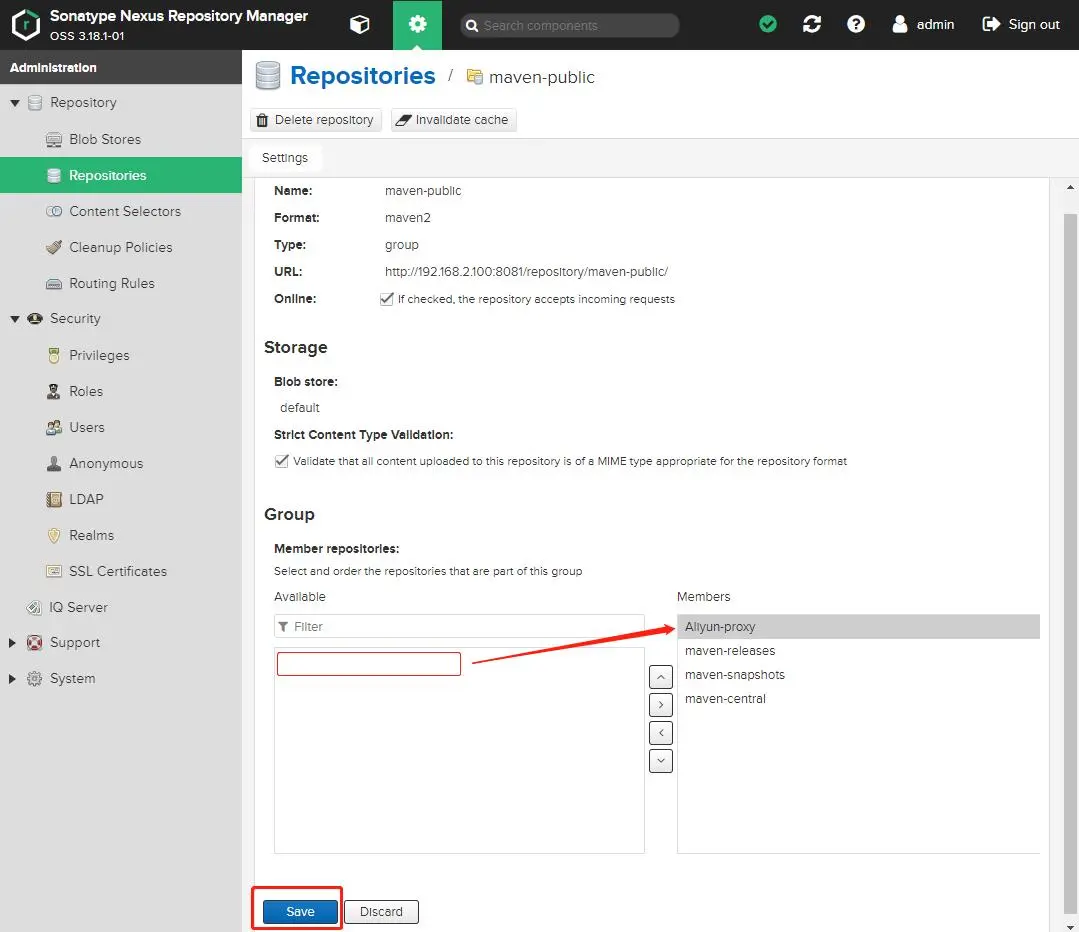 Sonatype Nexus Repository Manager
OSS 3.18.1-01
Search components
admin
Sign out
Administration
Repository
Blob Stores
Repositories
Content Selectors
Cleanup Policies
Routing Rules
Security
Privileges
Roles
Users
Anonymous
LDAP
Realms
SSL Certificates
IQ Server
Support
System
Repositories / maven-public
Delete repository
Invalidate cache
Settings
Name: maven-public
Format: maven2
Type: group
URL: http://192.168.2.100:8081/repository/maven-public/
Online: If checked, the repository accepts incoming requests
Storage
Blob store:
default
Strict Content Type Validation:
Validate that all content uploaded to this repository is of a MIME type appropriate for the repository format
Group
Member repositories:
Select and order the repositories that are part of this group
Available
Filter
Members
Aliyun-proxy
maven-releases
maven-snapshots
maven-central
Save
Discard